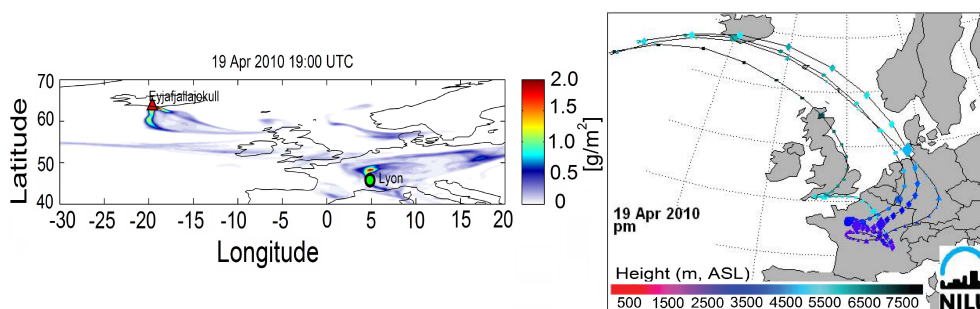 19 Apr 2010 19:00 UTC
Latitude
70
60
50
40
Eyjafjallajokull
Lyon
-30 -20 -15 -10 -5 0 5 10 15 20
Longitude
[g/m²]
2.0
1.5
1.0
0.5
0
19 Apr 2010
pm
Height (m, ASL)
500 1500 2500 3500 4500 5500 6500 7500
NILU